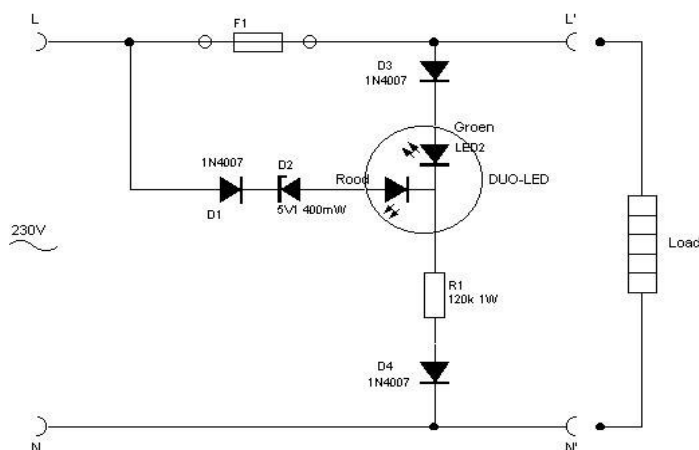 L
F1
L'
D3
1N4007
Groen
LED2
1N4007
D2
Rood
DUO-LED
D1
5V1 400mW
230V
Load
R1
120k 1W
D4
1N4007
N
N'